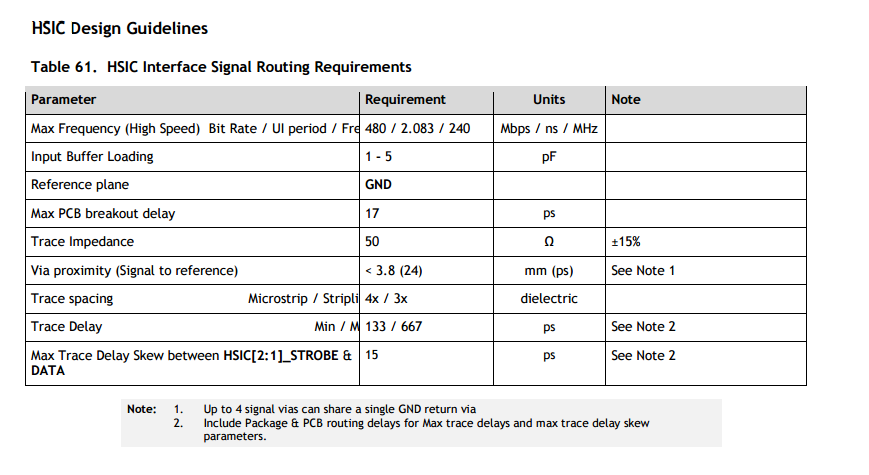 HSIC Design Guidelines
Table 61. HSIC Interface Signal Routing Requirements
Parameter Requirement Units Note
Max Frequency (High Speed) Bit Rate / UI period / Fre 480 / 2.083 / 240 Mbps / ns / MHz
Input Buffer Loading 1 - 5 pF
Reference plane GND
Max PCB breakout delay 17 ps
Trace Impedance 50 Ω ±15%
Via proximity (Signal to reference) < 3.8 (24) mm (ps) See Note 1
Trace spacing Microstrip / Stripli 4x / 3x dielectric
Trace Delay Min / M 133 / 667 ps See Note 2
Max Trace Delay Skew between HSIC[2:1]_STROBE & 15 ps See Note 2
DATA
Note: 1. Up to 4 signal vias can share a single GND return via
2. Include Package & PCB routing delays for Max trace delays and max trace delay skew
parameters.